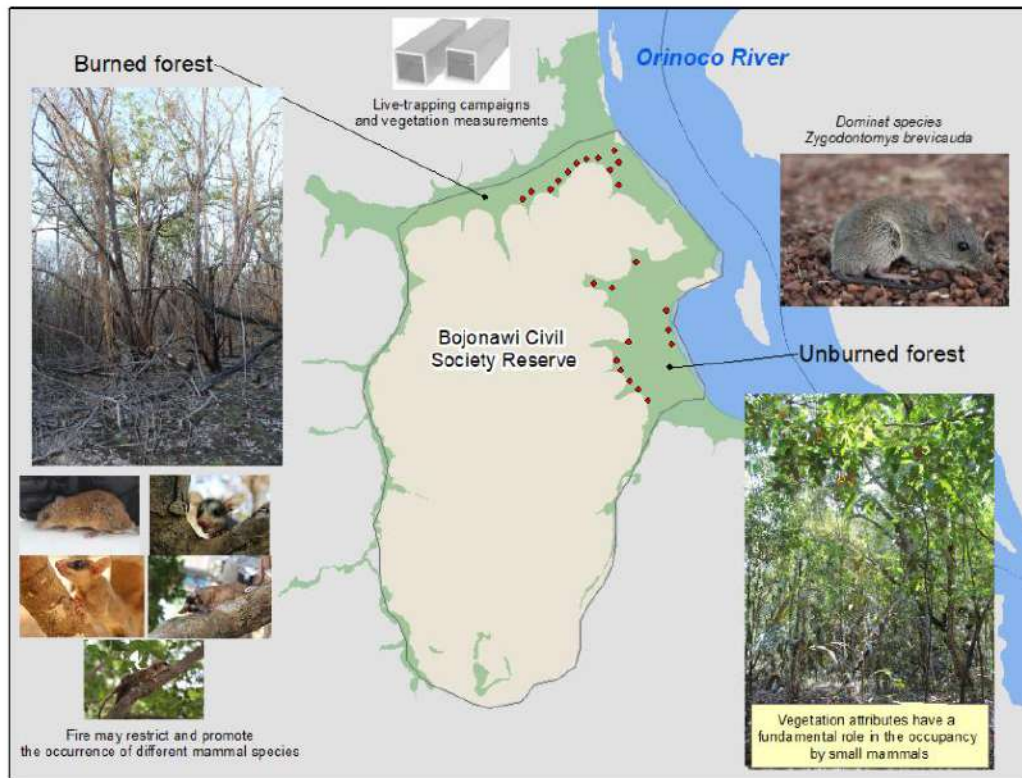 Burned forest
Live-trapping campaigns
and vegetation measurements
Orinoco River
Dominat species
Zygodontomys brevicauda
Bojonawi Civil
Society Reserve
Unburned forest
Fire may restrict and promote
the occurrence of different mammal species
Vegetation attributes have a
fundamental role in the occupancy
by small mammals